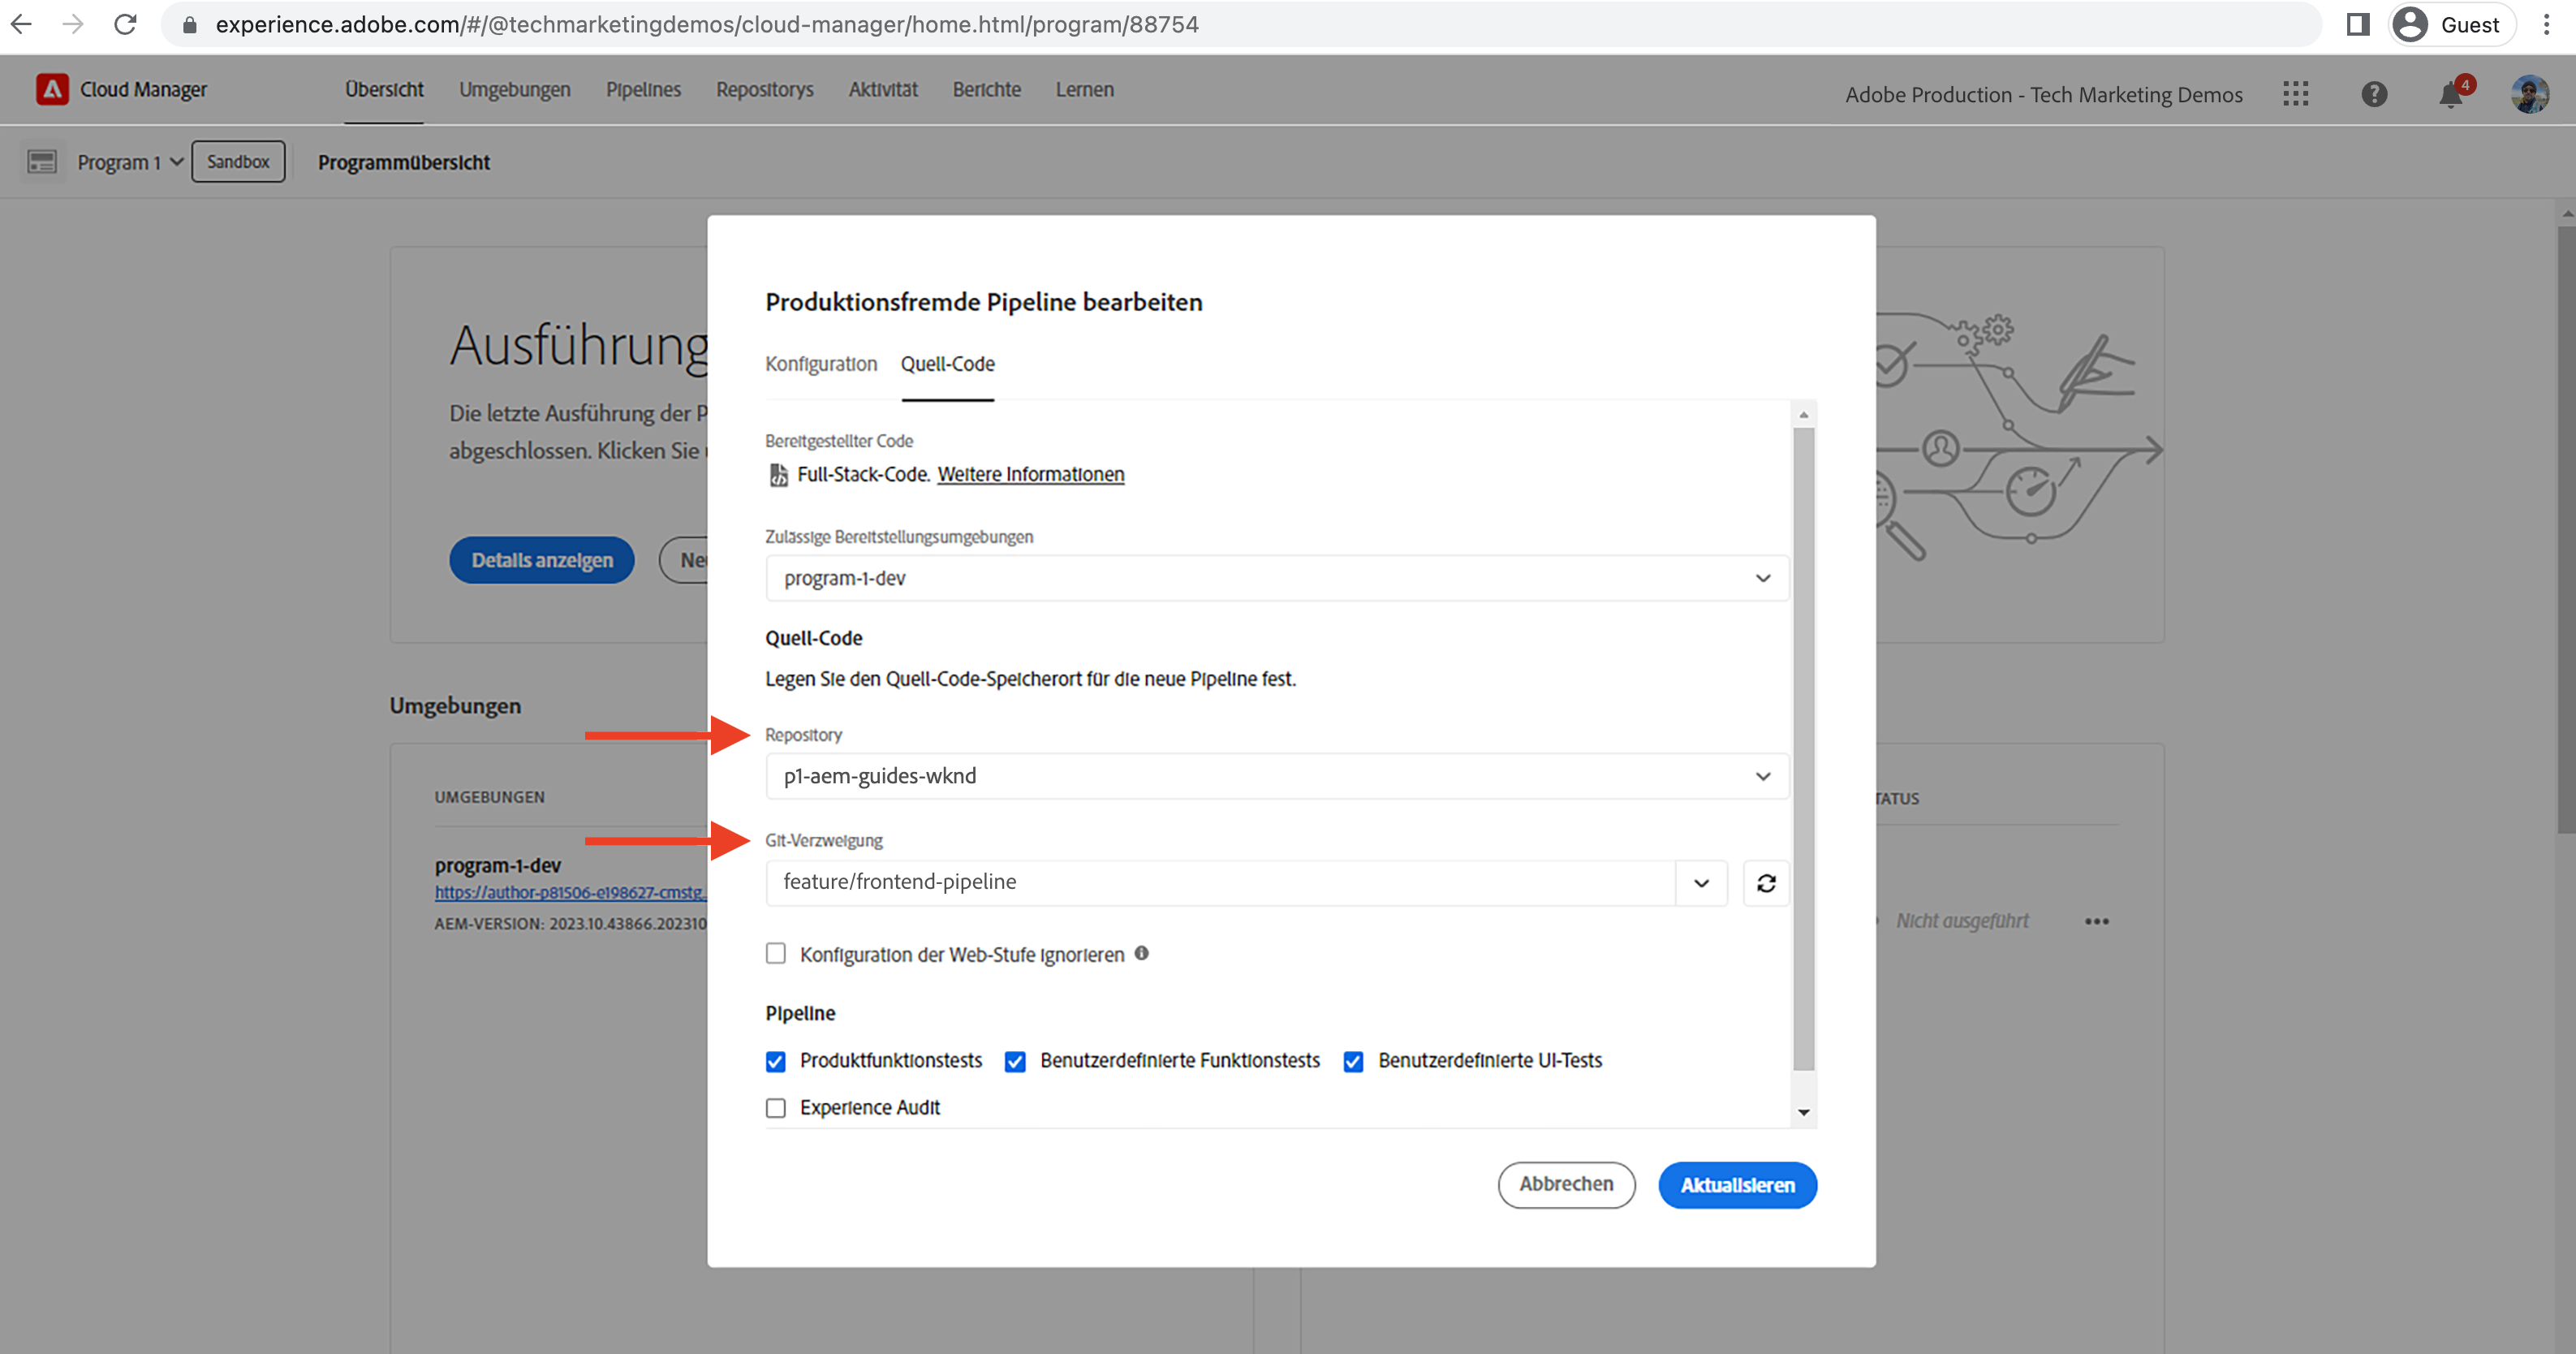 experience.adobe.com/#/@techmarketingdemos/cloud-manager/home.html/program/88754
Guest
Cloud Manager
Übersicht
Umgebungen
Pipelines
Repositorys
Aktivität
Berichte
Lernen
Adobe Production - Tech Marketing Demos
4
Program 1
Sandbox
Programmübersicht
Ausführung
Die letzte Ausführung der P
abgeschlossen. Klicken Sie
Details anzeigen
Neu
Umgebungen
UMGEBUNGEN
program-1-dev
https://author-p81506-e198627-cmstg.
AEM-VERSION: 2023.10.43866.202310
TATUS
Nicht ausgeführt
Produktionsfremde Pipeline bearbeiten
Konfiguration
Quell-Code
Bereitgestellter Code
Full-Stack-Code. Weitere Informationen
Zulässige Bereitstellungsumgebungen
program-1-dev
Quell-Code
Legen Sie den Quell-Code-Speicherort für die neue Pipeline fest.
Repository
p1-aem-guides-wknd
Git-Verzweigung
feature/frontend-pipeline
Konfiguration der Web-Stufe ignorieren
Pipeline
Produktfunktionstests
Benutzerdefinierte Funktionstests
Benutzerdefinierte UI-Tests
Experience Audit
Abbrechen
Aktualisieren